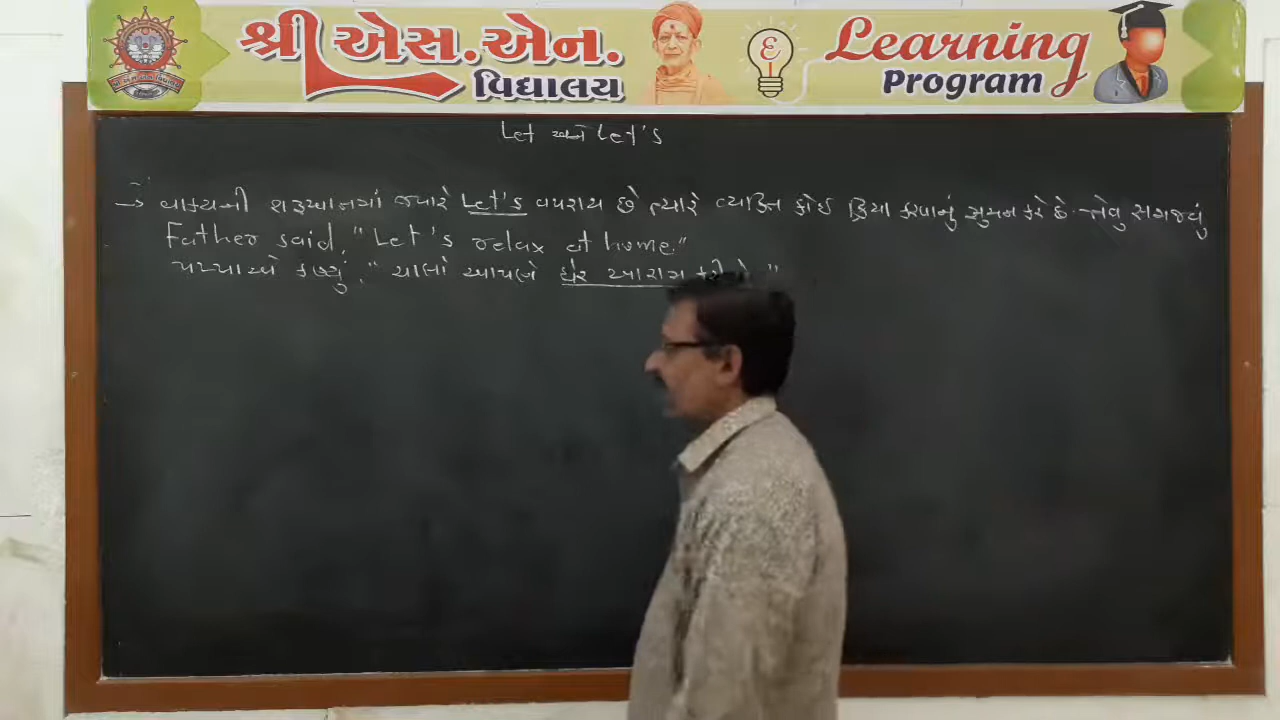 શ્રી એસ.એન.
વિદ્યાલય
Learning
Program
Let અને Let's
→ વાક્યની શરૂઆતમાં જ્યારે Let's વપરાય છે ત્યારે વ્યક્તિ કોઈ ક્રિયા કરવાનું સુચન કરે છે તેવુ સમજવું
Father said, "Let's relax at home."
પપ્પાએ કહ્યું, "ચાલો આપણે ઘેર આરામ "